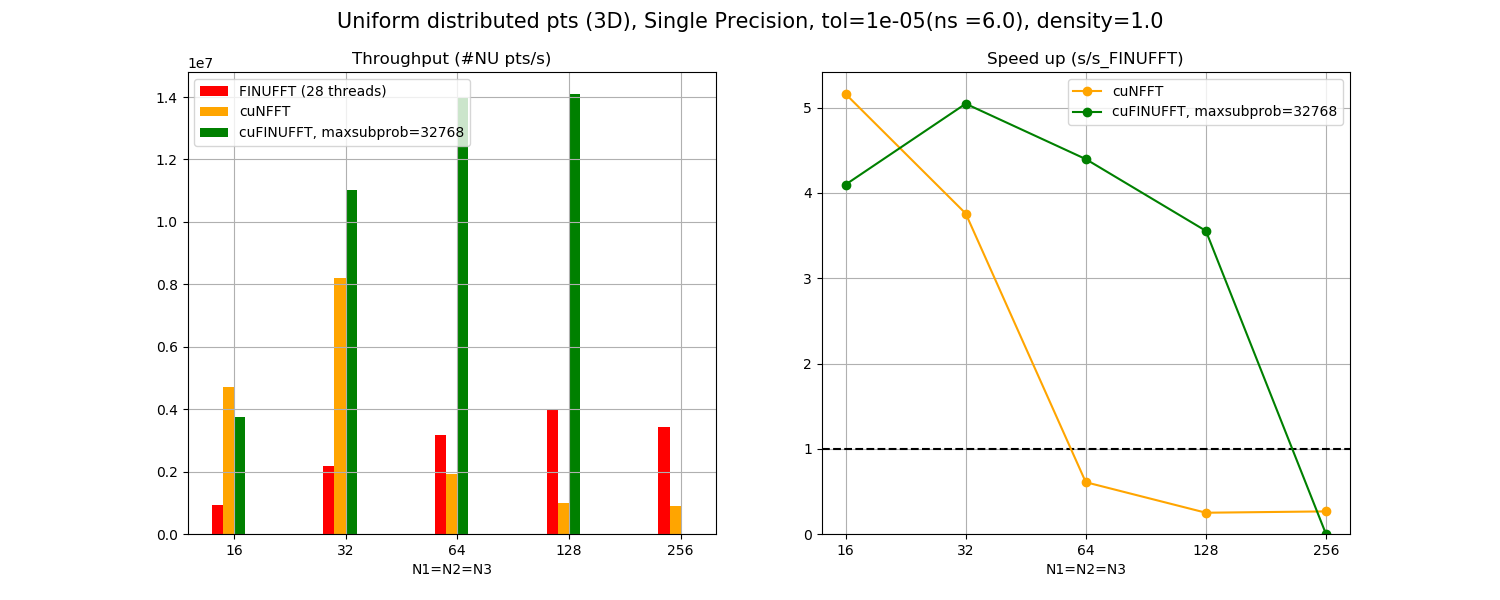 Uniform distributed pts (3D), Single Precision, tol=1e-05(ns =6.0), density=1.0
Throughput (#NU pts/s)
1e7
FINUFFT (28 threads)
cuNFFT
cuFINUFFT, maxsubprob=32768
1.4
1.2
1.0
0.8
0.6
0.4
0.2
0.0
16 32 64 128 256
N1=N2=N3
Speed up (s/s_FINUFFT)
cuNFFT
cuFINUFFT, maxsubprob=32768
5
4
3
2
1
0
16 32 64 128 256
N1=N2=N3